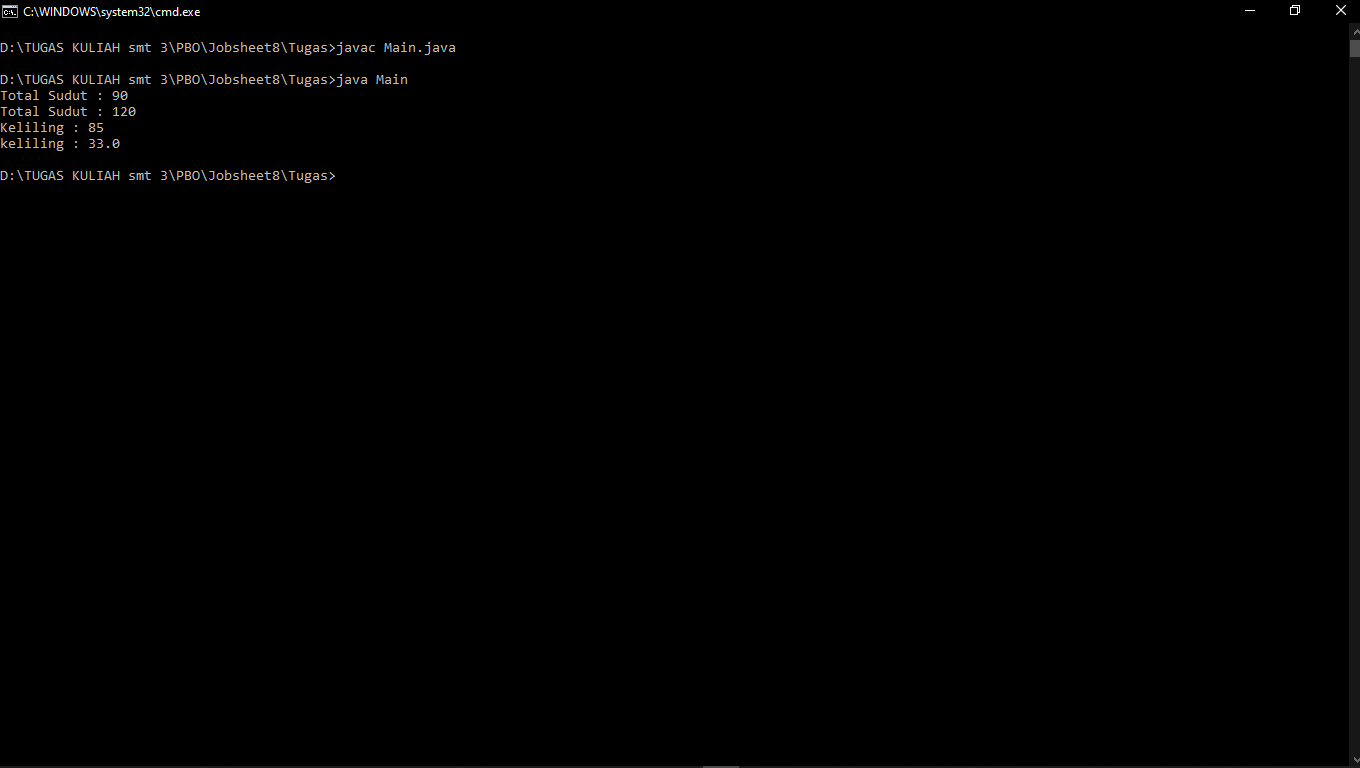 C:\WINDOWS\system32\cmd.exe
D:\TUGAS KULIAH smt 3\PBO\Jobsheet8\Tugas>javac Main.java
D:\TUGAS KULIAH smt 3\PBO\Jobsheet8\Tugas>java Main
Total Sudut : 90
Total Sudut : 120
Keliling : 85
keliling : 33.0
D:\TUGAS KULIAH smt 3\PBO\Jobsheet8\Tugas>